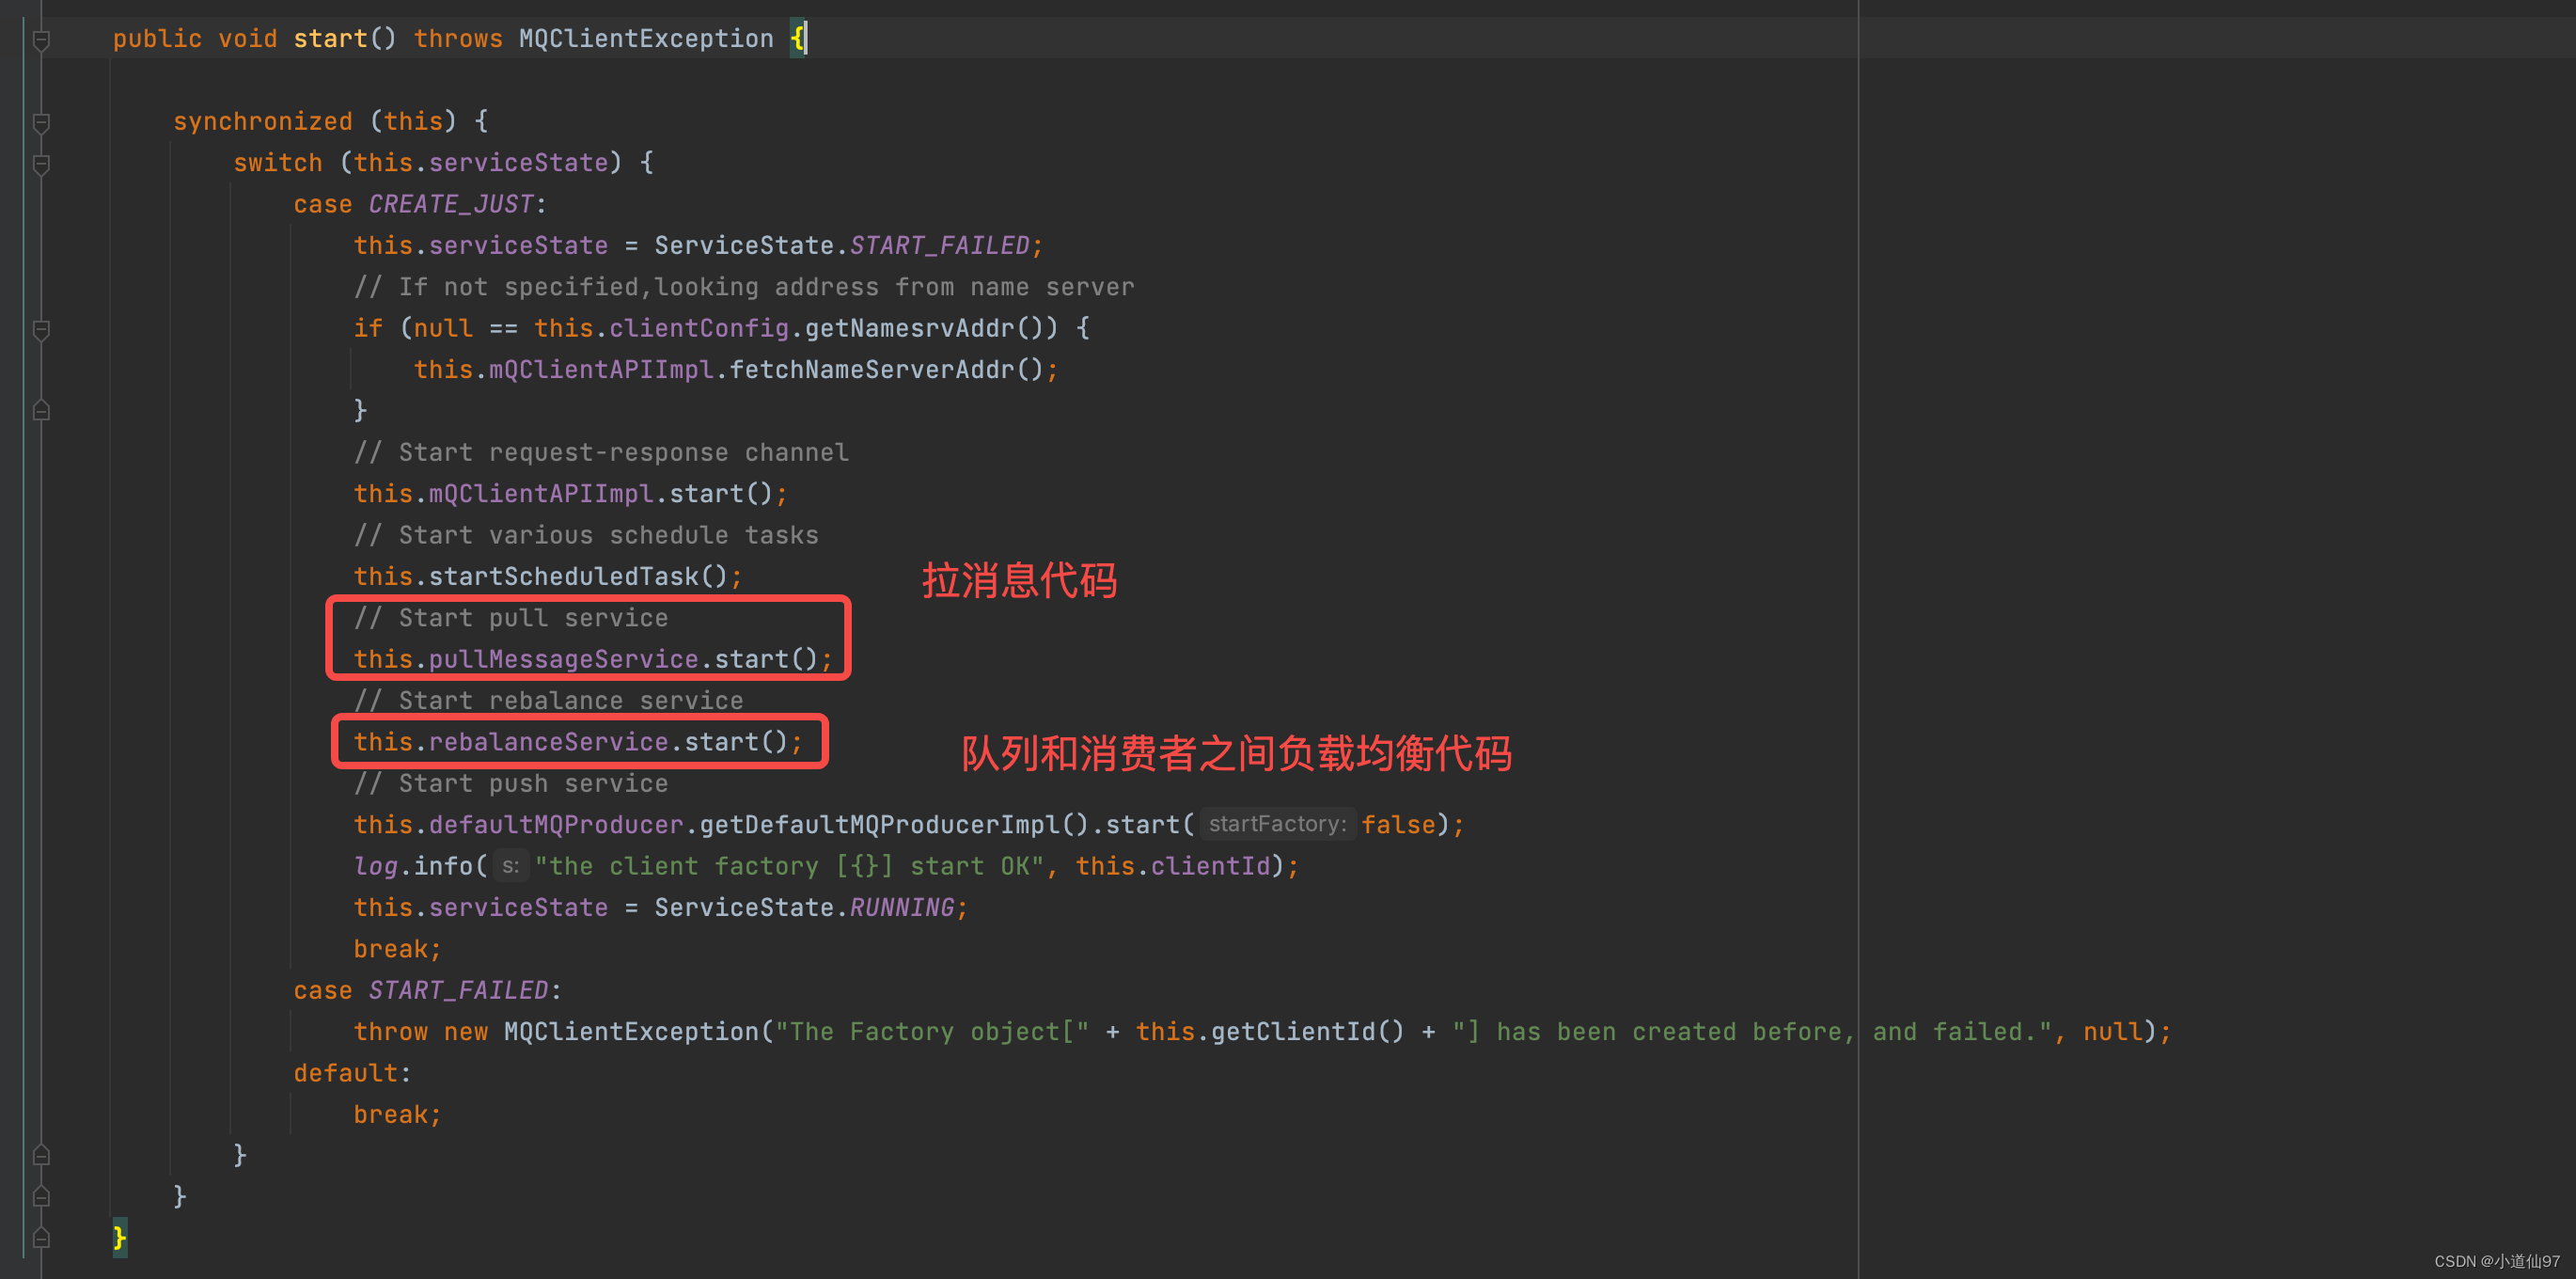 public void start() throws MQClientException {
synchronized (this) {
switch (this.serviceState) {
case CREATE_JUST:
this.serviceState = ServiceState.START_FAILED;
// If not specified,looking address from name server
if (null == this.clientConfig.getNamesrvAddr()) {
this.mQClientAPIImpl.fetchNameServerAddr();
}
// Start request-response channel
this.mQClientAPIImpl.start();
// Start various schedule tasks
this.startScheduledTask();
拉消息代码
// Start pull service
this.pullMessageService.start();
// Start rebalance service
this.rebalanceService.start();
队列和消费者之间负载均衡代码
// Start push service
this.defaultMQProducer.getDefaultMQProducerImpl().start( startFactory: false);
log.info( s: "the client factory [{}] start OK", this.clientId);
this.serviceState = ServiceState.RUNNING;
break;
case START_FAILED:
throw new MQClientException("The Factory object[" + this.getClientId() + "] has been created before, and failed.", null);
default:
break;
}
}
}
CSDN @小道仙97